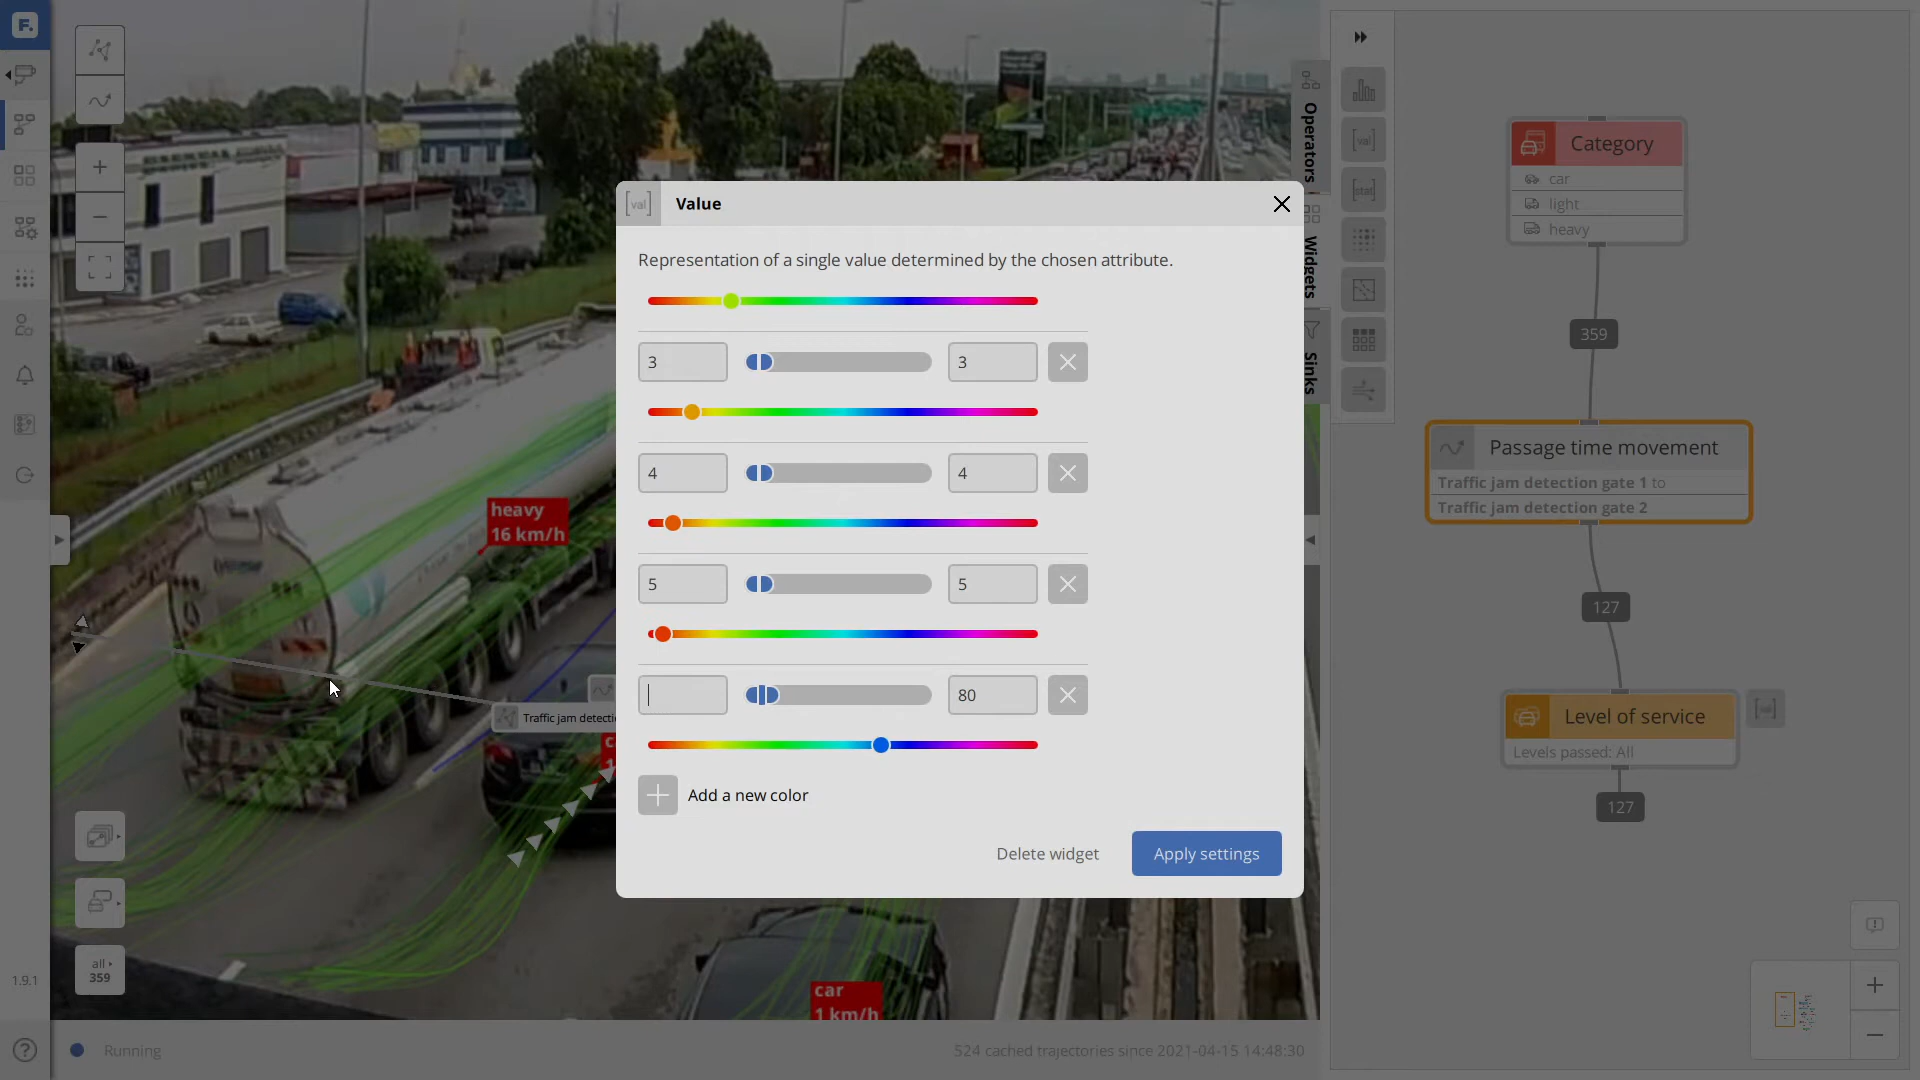 F.
[val]
Value
Representation of a single value determined by the chosen attribute.
3
3
4
4
5
5
80
Add a new color
Delete widget
Apply settings
heavy
16 km/h
Traffic jam detecti
c
1
car
1 km/h
all
359
1.9.1
Running
524 cached trajectories since 2021-04-15 14:48:30
Operators
Widgets
Sinks
[val]
[stat]
Category
car
light
heavy
359
Passage time movement
Traffic jam detection gate 1 to
Traffic jam detection gate 2
127
Level of service
Levels passed: All
127